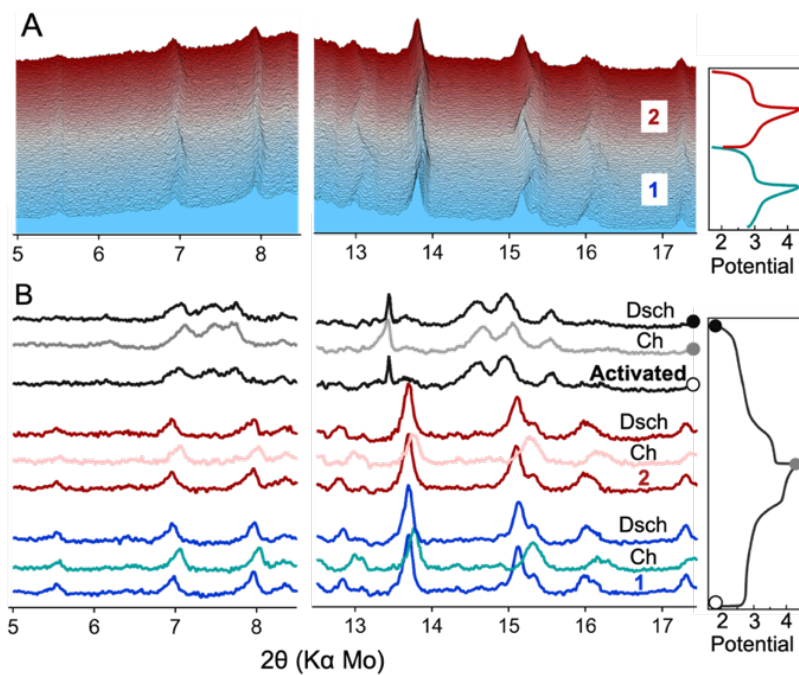 A
2
1
5 6 7 8 13 14 15 16 17
2 3 4
Potential
B
Dsch
Ch
Activated
Dsch
Ch
2
Dsch
Ch
1
5 6 7 8 13 14 15 16 17
2 3 4
Potential
2θ (Kα Mo)